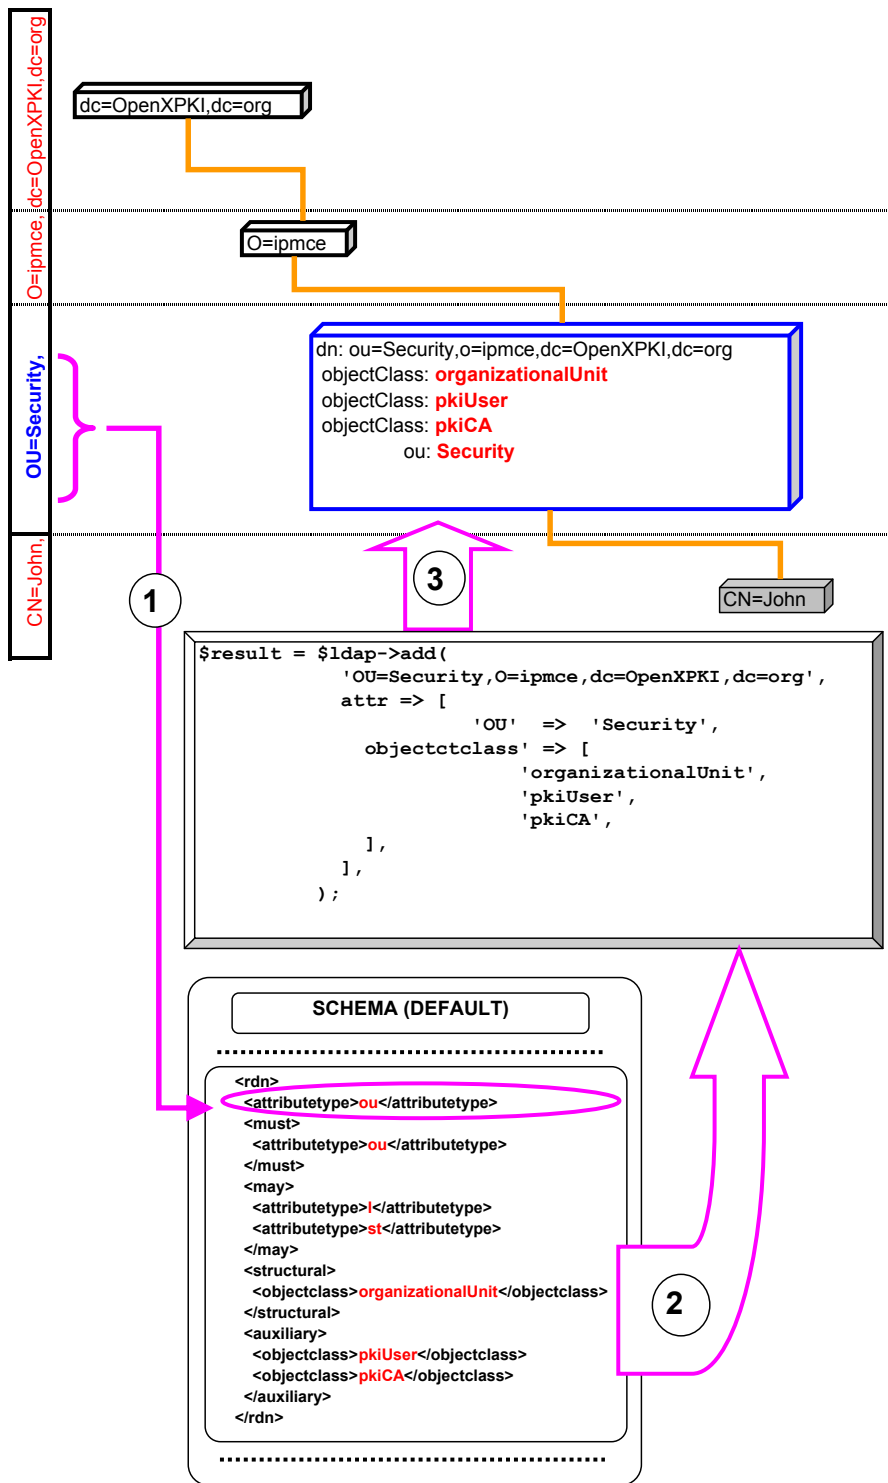 O=ipmce, dc=OpenXPKI,dc=org
OU=Security,
CN=John,
dc=OpenXPKI,dc=org
O=ipmce
dn: ou=Security,o=ipmce,dc=OpenXPKI,dc=org
objectClass: organizationalUnit
objectClass: pkiUser
objectClass: pkiCA
ou: Security
CN=John
1
3
$result = $ldap->add(
'OU=Security,O=ipmce,dc=OpenXPKI,dc=org',
attr => [
'OU' => 'Security',
objectctclass' => [
'organizationalUnit',
'pkiUser',
'pkiCA',
],
],
);
SCHEMA (DEFAULT)
<rdn>
<attributetype>ou</attributetype>
<must>
<attributetype>ou</attributetype>
</must>
<may>
<attributetype>l</attributetype>
<attributetype>st</attributetype>
</may>
<structural>
<objectclass>organizationalUnit</objectclass>
</structural>
<auxiliary>
<objectclass>pkiUser</objectclass>
<objectclass>pkiCA</objectclass>
</auxiliary>
</rdn>
2